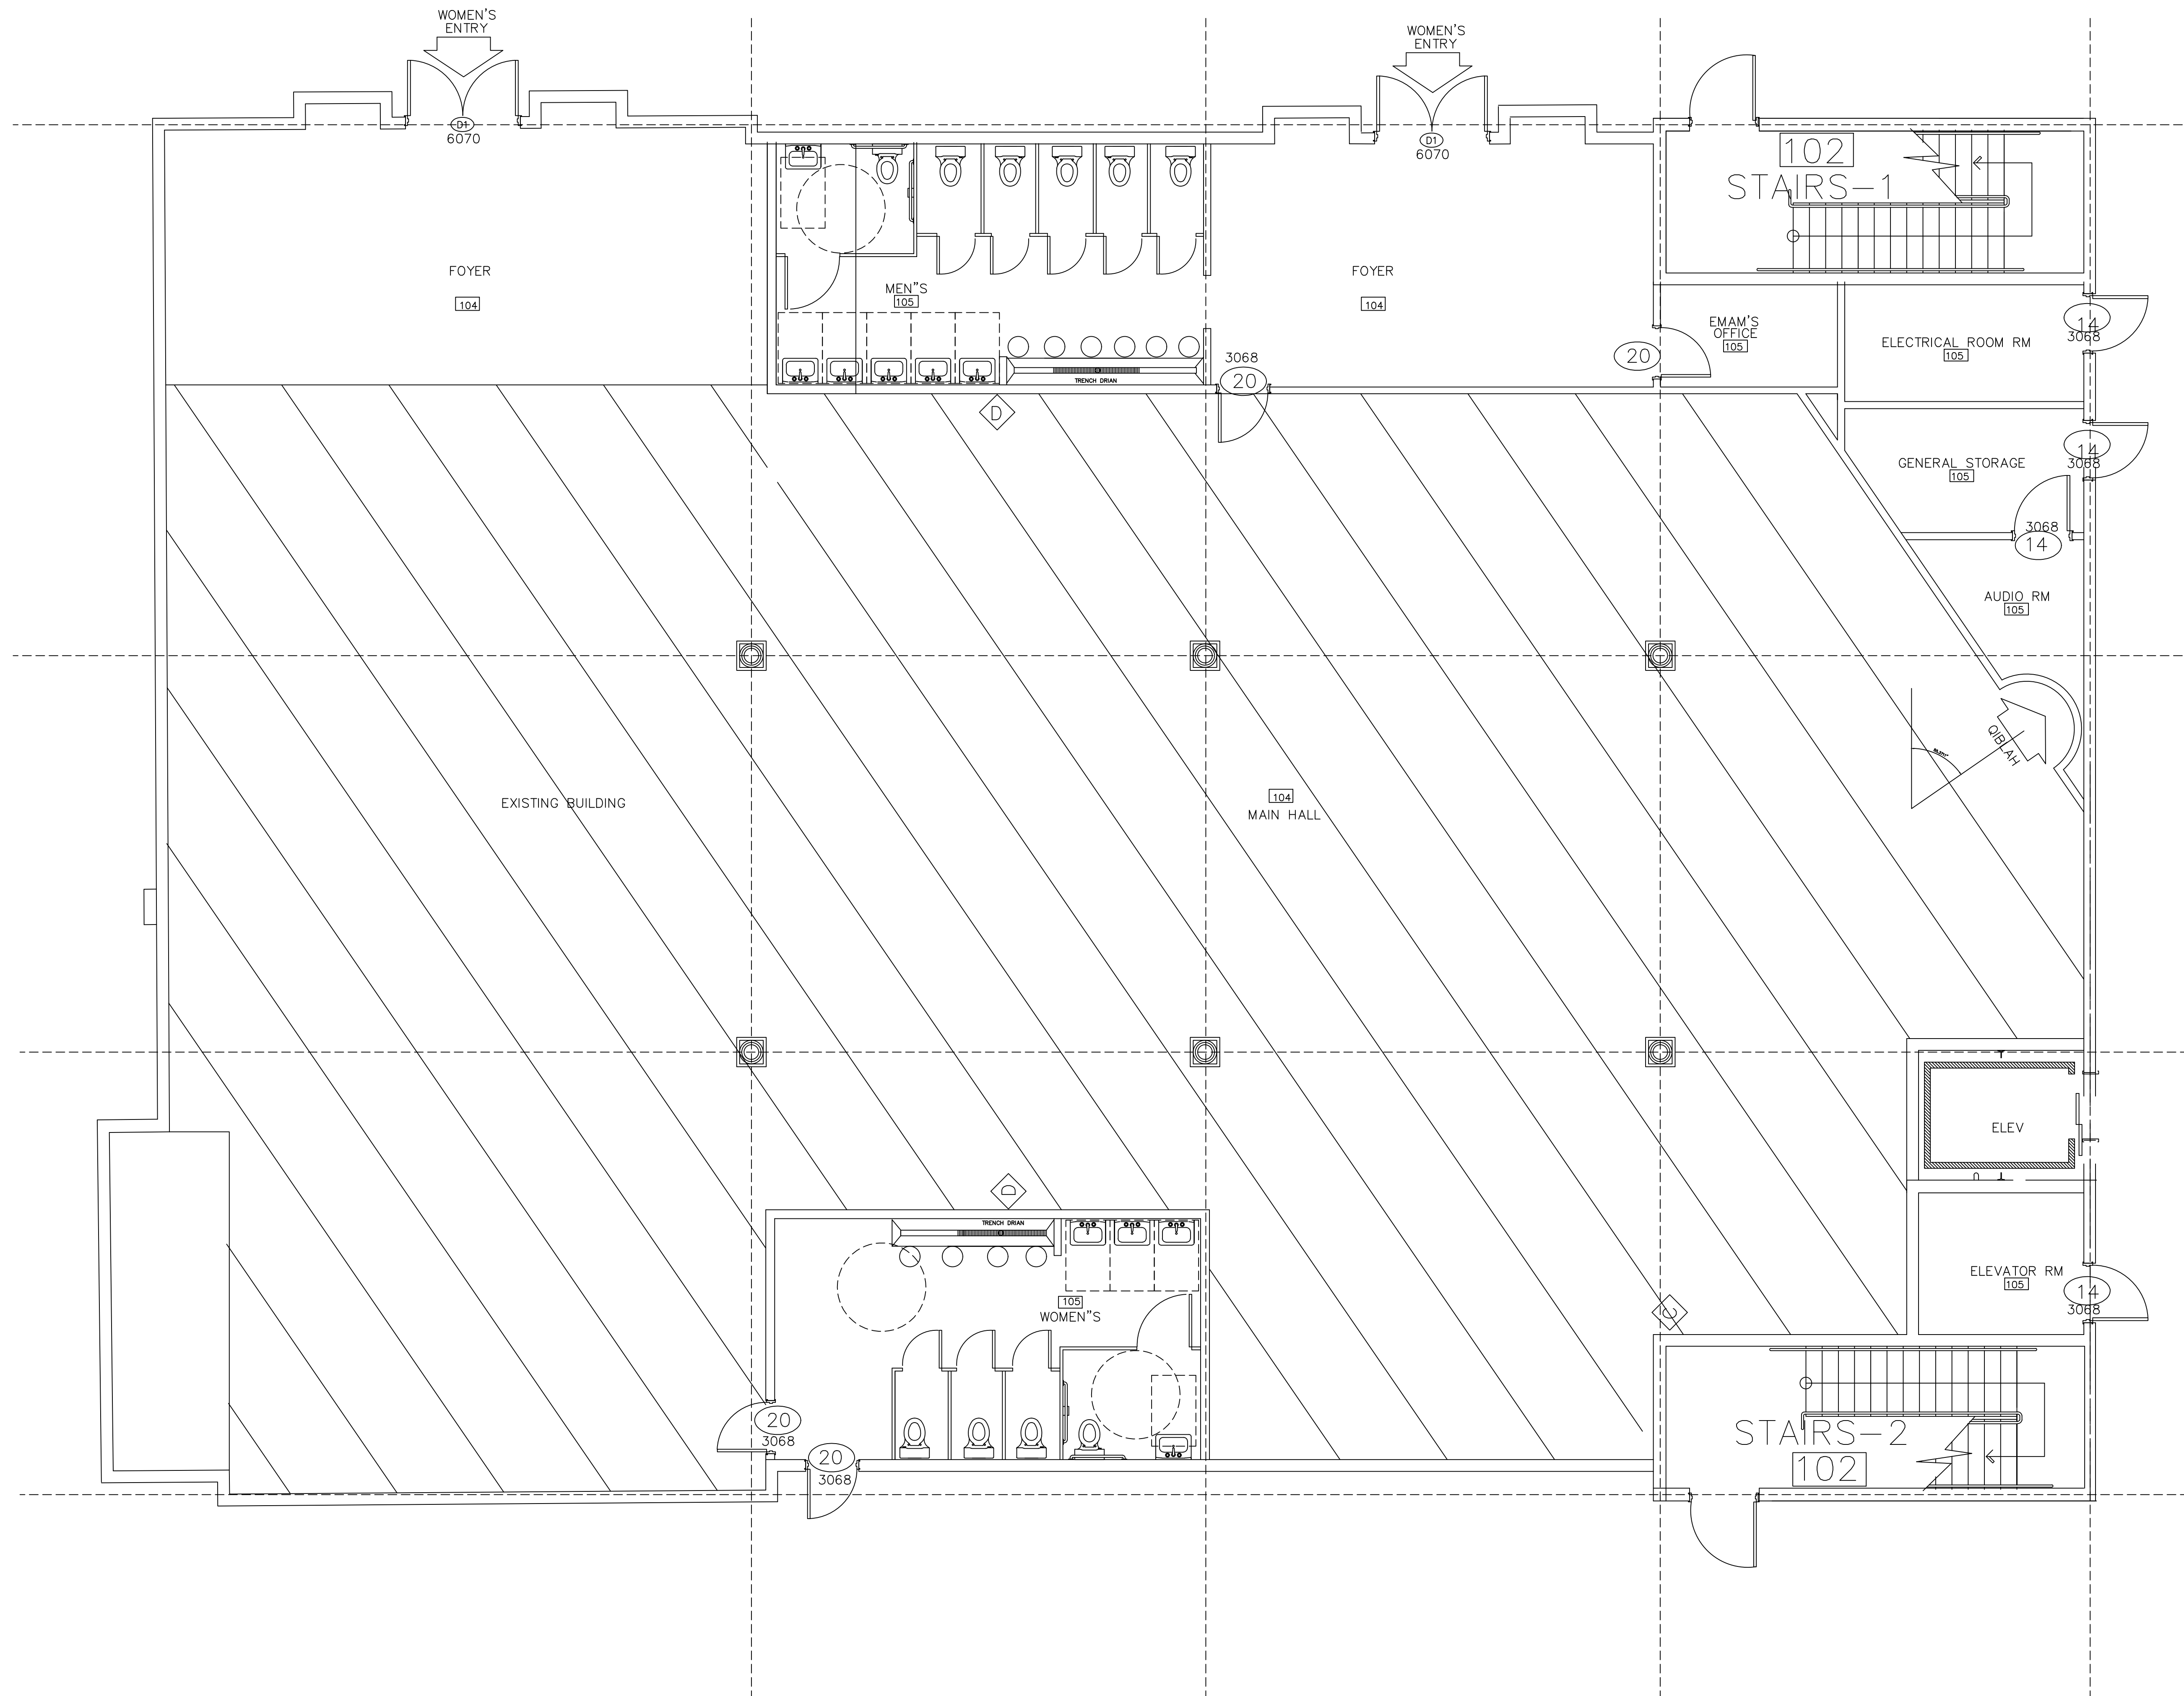 WOMEN'S
ENTRY
WOMEN'S
ENTRY
D1
6070
D1
6070
102
STAIRS-1
FOYER
104
MEN"S
105
FOYER
104
EMAM'S
OFFICE
105
ELECTRICAL ROOM RM
105
14
3068
3068
20
20
TRENCH DRIAN
D
GENERAL STORAGE
105
14
3068
3068
14
AUDIO RM
105
QIBLAH
EXISTING BUILDING
104
MAIN HALL
ELEV
D
TRENCH DRIAN
105
WOMEN"S
ELEVATOR RM
105
14
3068
C
20
3068
20
3068
STAIRS-2
102